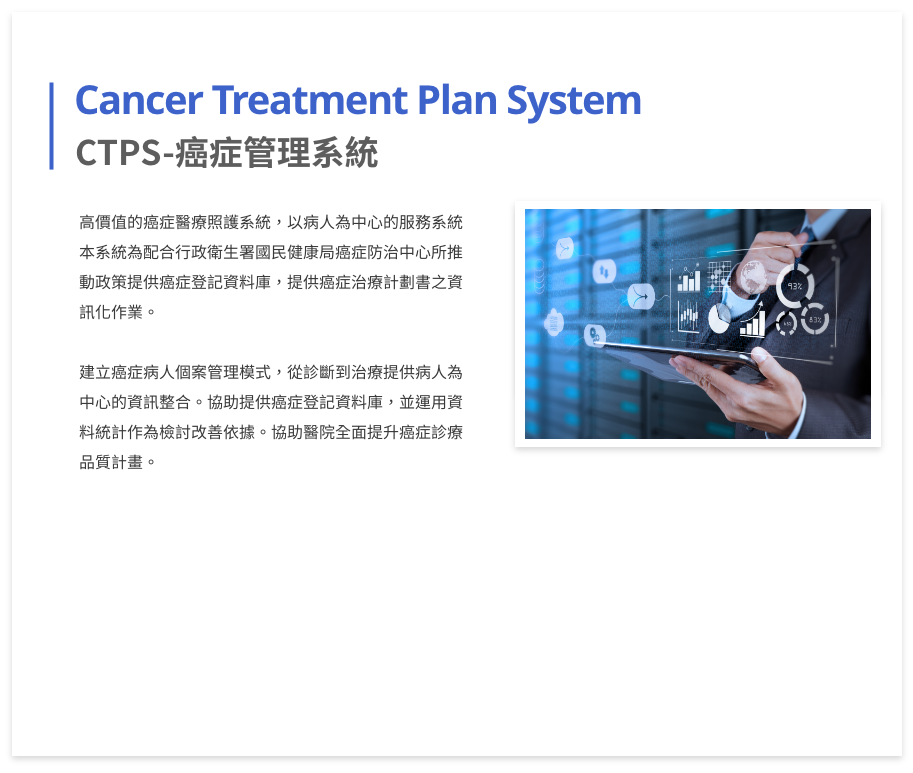 Cancer Treatment Plan System
CTPS-癌症管理系統
高價值的癌症醫療照護系統，以病人為中心的服務系統
本系統為配合行政衛生署國民健康局癌症防治中心所推
動政策提供癌症登記資料庫，提供癌症治療計劃書之資
訊化作業。
建立癌症病人個案管理模式，從診斷到治療提供病人為
中心的資訊整合。協助提供癌症登記資料庫，並運用資
料統計作為檢討改善依據。協助醫院全面提升癌症診療
品質計畫。
93%
83%